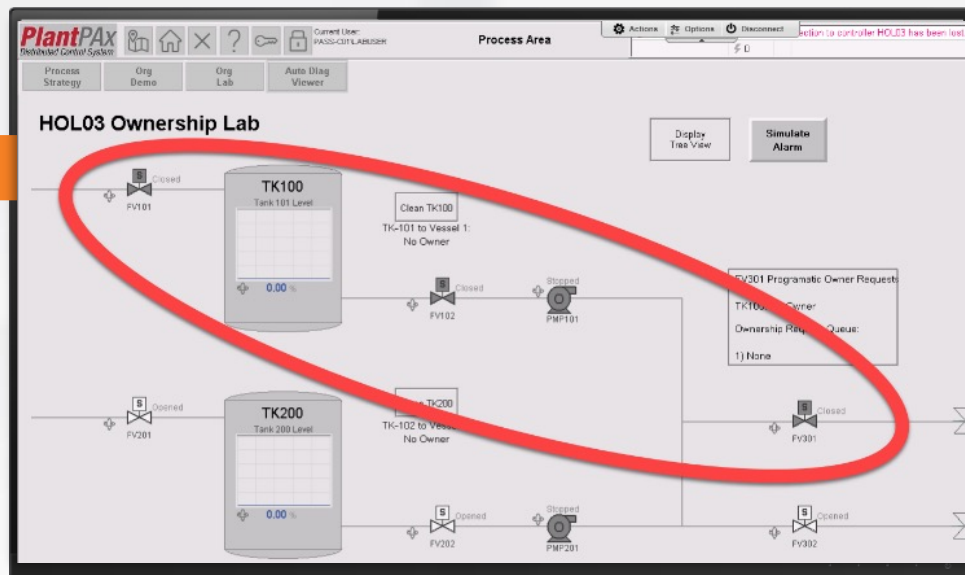 PlantPAx
Distributed Control System
Current User:
Process Area
Actions
Options
Disconnect
ection to controller HOL03 has been lost
0
Process
Strategy
Org
Demo
Org
Lab
Auto Diag
Viewer
HOL03 Ownership Lab
Display
Tree View
Simulate
Alarm
S
Closed
FV101
TK100
Tank 101 Level
0.00 %
Clean TK100
TK-101 to Vessel 1:
No Owner
S
Closed
FV102
Stopped
PMP101
FV301 Programatic Owner Requests
TK100
Owner
Ownership
Queue:
1) None
S
Opened
FV201
TK200
Tank 200 Level
0.00 %
TK200
TK-102 to
No Owner
S
Closed
FV301
S
Opened
FV202
Stopped
PMP201
S
Opened
FV302